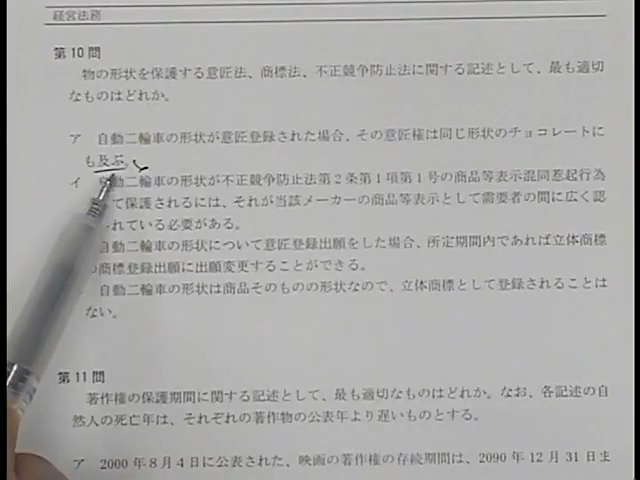 経営法務
第10問
物の形状を保護する意匠法、商標法、不正競争防止法に関する記述として、最も適切
なものはどれか。
ア 自動二輪車の形状が意匠登録された場合、その意匠権は同じ形状のチョコレートに
も及ぶ。
イ 自動二輪車の形状が不正競争防止法第2条第1項第1号の商品等表示混同惹起行為
て保護されるには、それが当該メーカーの商品等表示として需要者の間に広く認
れている必要がある。
自動二輪車の形状について意匠登録出願をした場合、所定期間内であれば立体商標
の商標登録出願に出願変更することができる。
自動二輪車の形状は商品そのものの形状なので、立体商標として登録されることは
ない。
第11問
著作権の保護期間に関する記述として、最も適切なものはどれか。なお、各記述の自
然人の死亡年は、それぞれの著作物の公表年より遅いものとする。
ア 2000年8月4日に公表された、映画の著作権の存続期間は、2090年12月31日ま